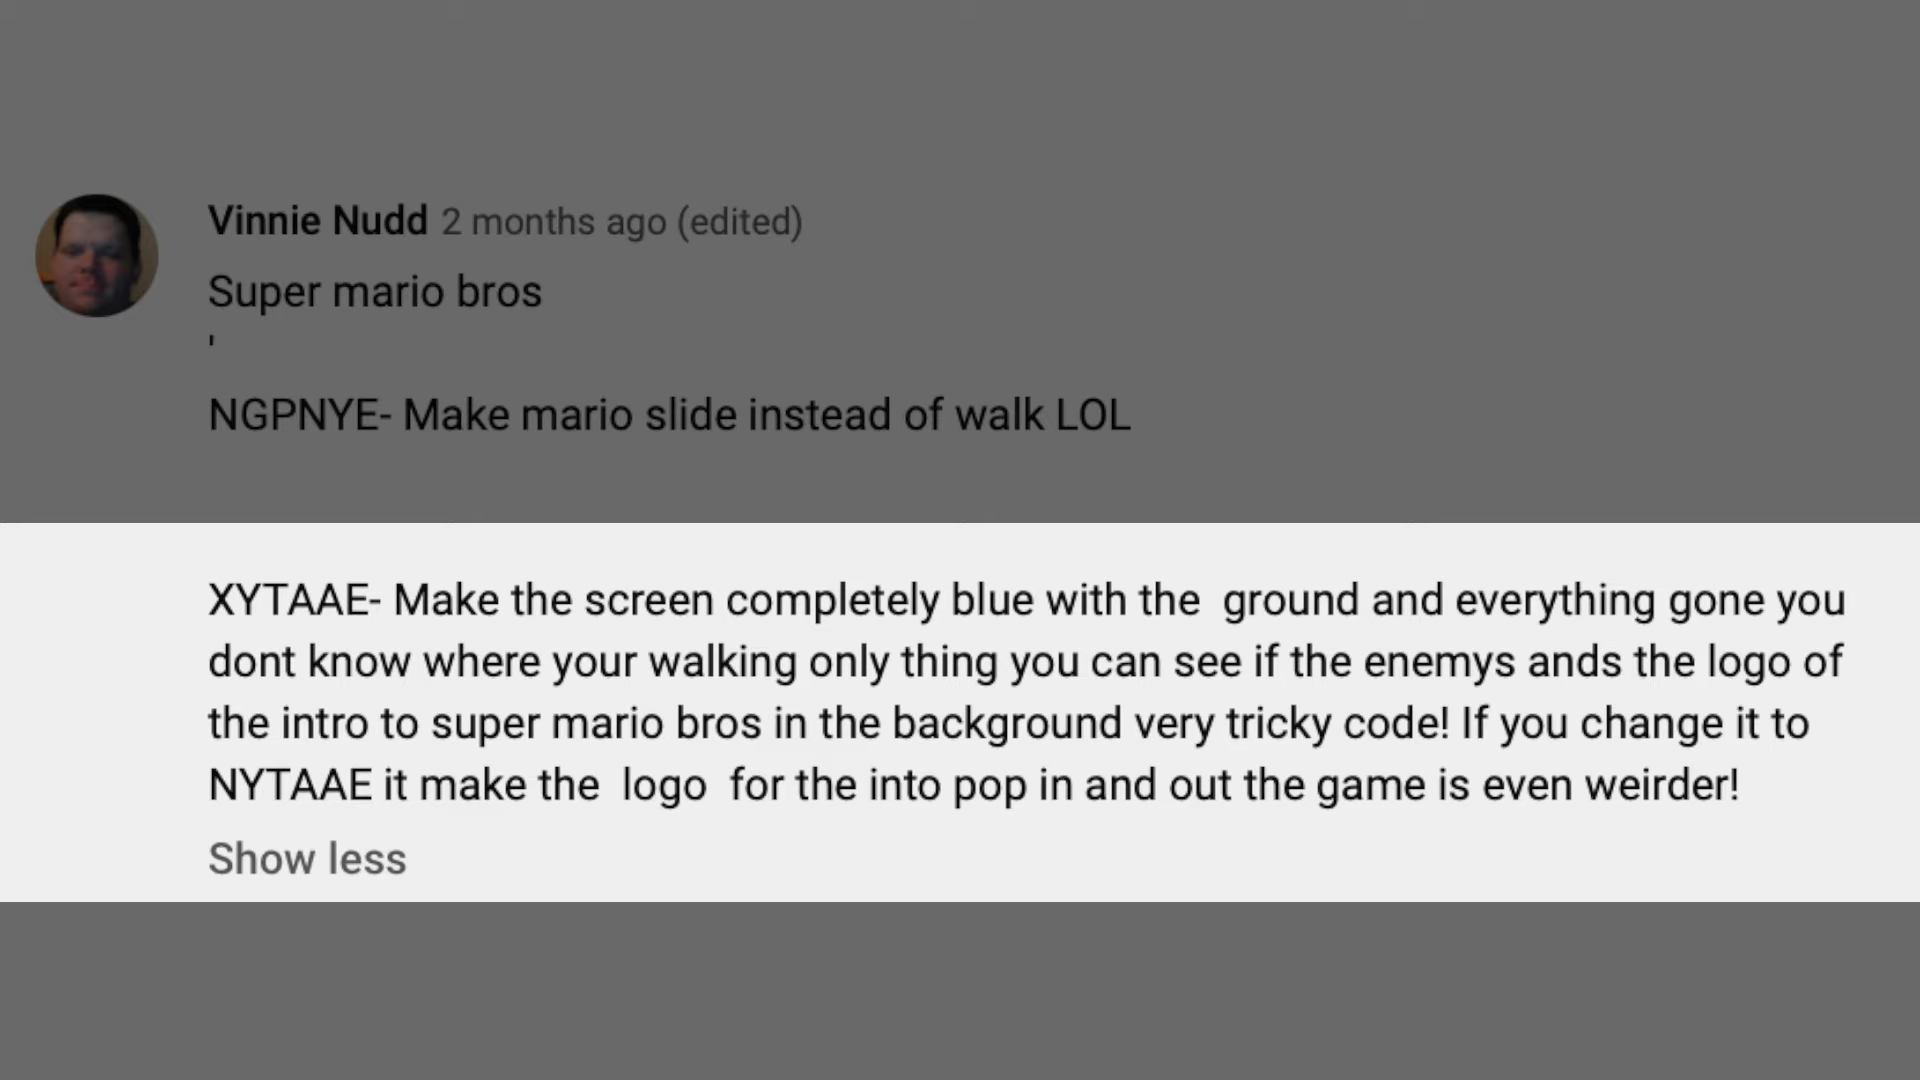 Vinnie Nudd 2 months ago (edited)
Super mario bros
'
NGPNYE- Make mario slide instead of walk LOL
XYTAAE- Make the screen completely blue with the  ground and everything gone you
dont know where your walking only thing you can see if the enemys ands the logo of
the intro to super mario bros in the background very tricky code! If you change it to
NYTAAE it make the  logo  for the into pop in and out the game is even weirder!
Show less